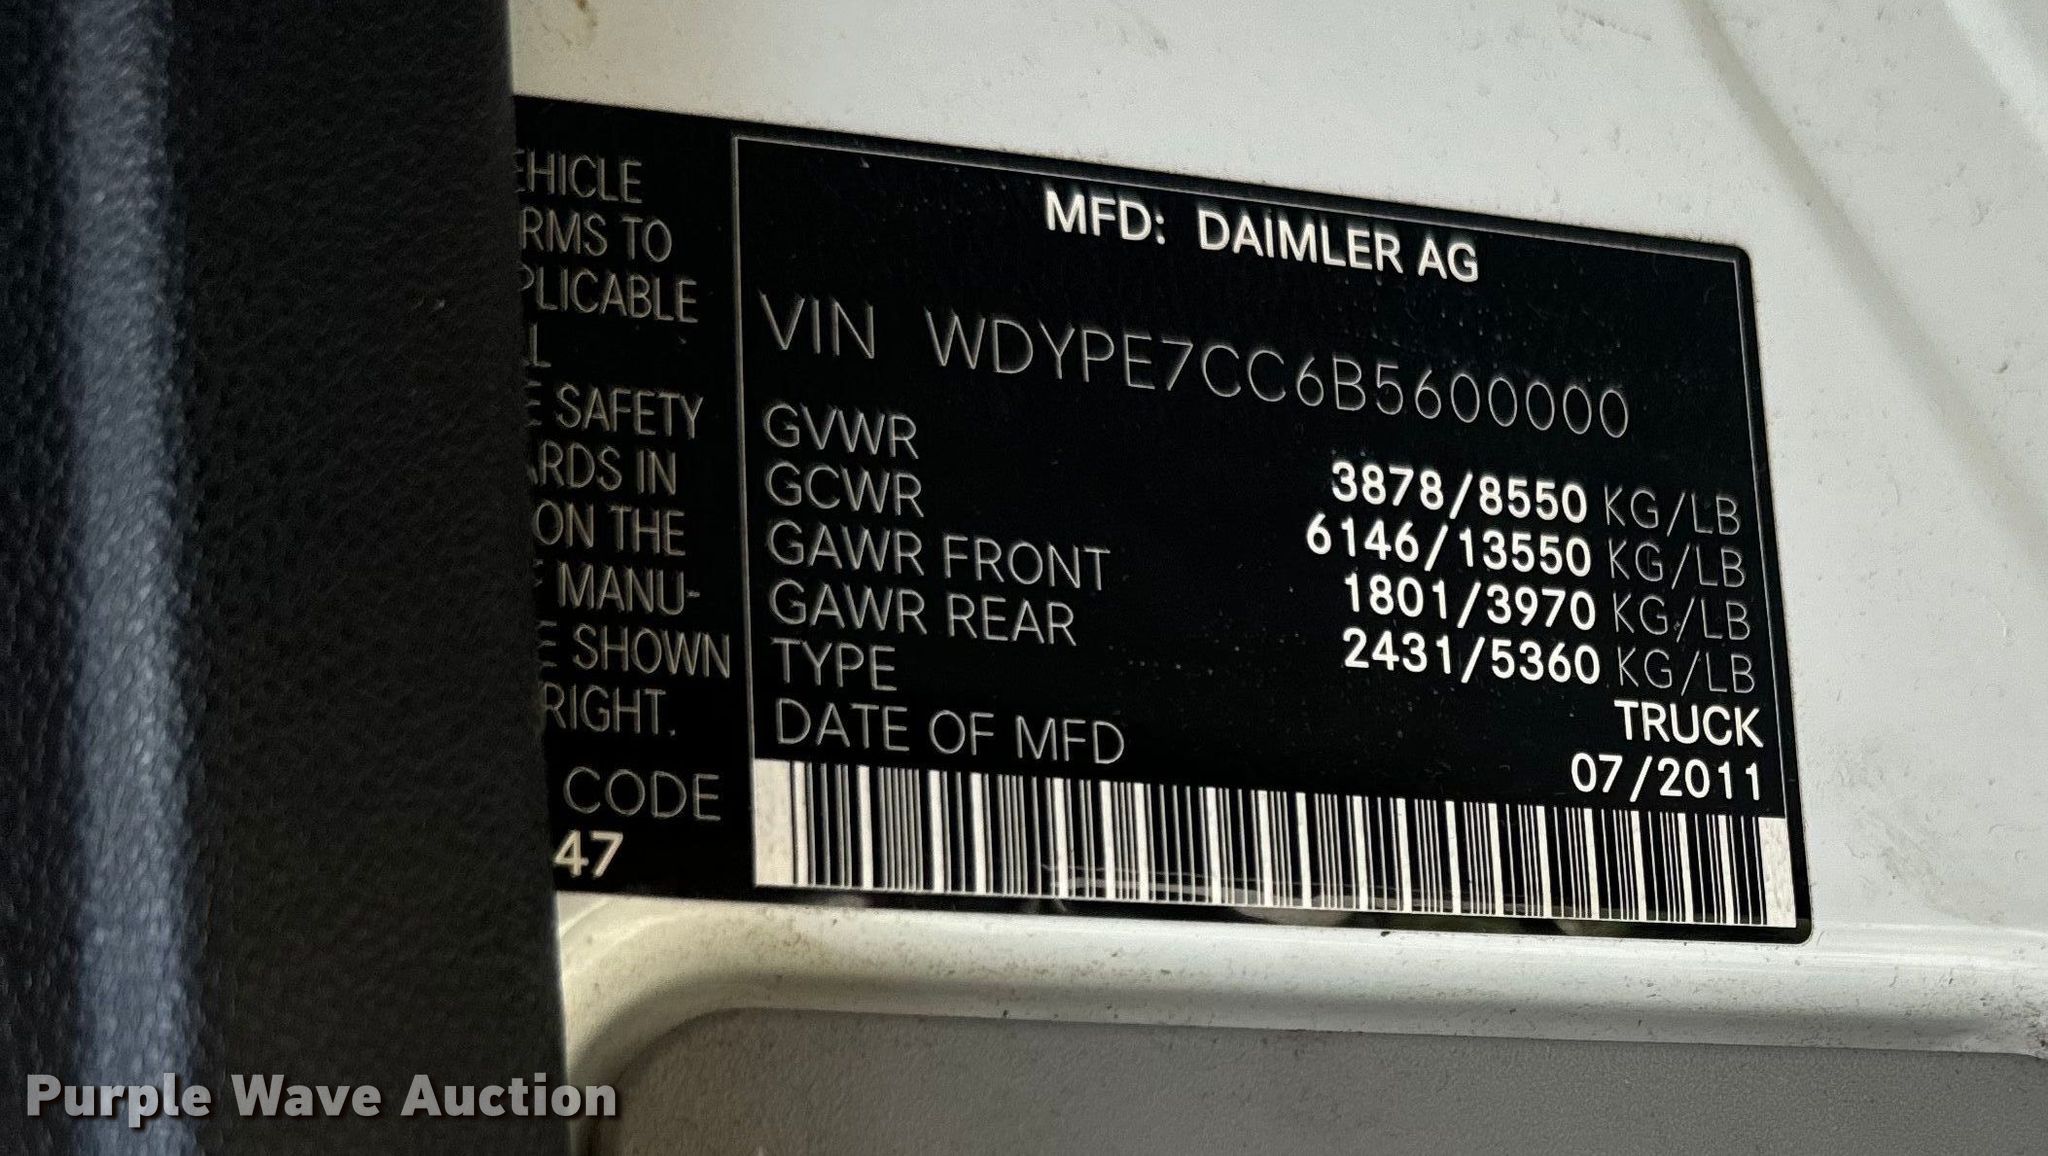 EHICLE
RMS TO
PLICABLE
L
E SAFETY
ARDS IN
ON THE
MANU-
E SHOWN
RIGHT.
CODE
47
MFD: DAIMLER AG
VIN WDYPE7CC6B5600000
GVWR 3878/8550 KG/LB
GCWR 6146/13550 KG/LB
GAWR FRONT 1801/3970 KG/LB
GAWR REAR 2431/5360 KG/LB
TYPE TRUCK
DATE OF MFD 07/2011
Purple Wave Auction